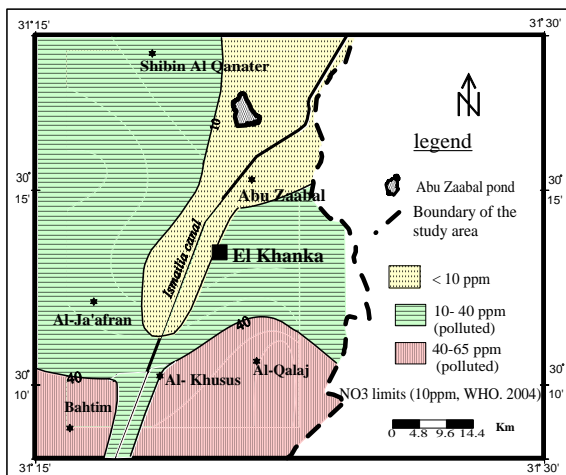 31° 15'
31° 30'
Shibin Al Qanater
10
30°
15'
Abu Zaabal
El Khanka
Ismailia canal
Al-Ja'afran
40
40
Al- Khusus
Al-Qalaj
Bahtim
30°
10'
30°
15'
30°
10'
31° 15'
31° 30'
legend
Abu Zaabal pond
Boundary of the
study area
< 10 ppm
10- 40 ppm
(polluted)
40-65 ppm
(polluted)
NO3 limits (10ppm, WHO. 2004)
0 4.8 9.6 14.4 Km